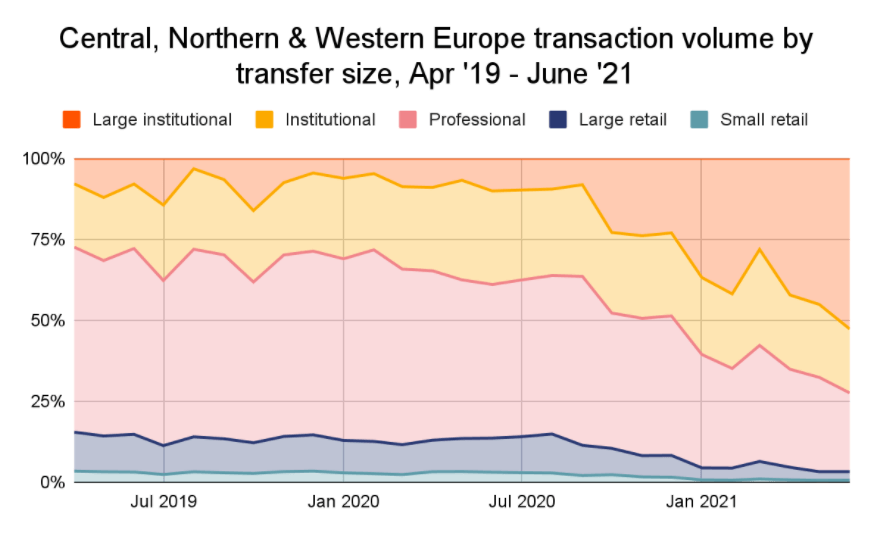 Central, Northern & Western Europe transaction volume by
transfer size, Apr '19 - June '21
Large institutional Institutional Professional Large retail Small retail
100%
75%
50%
25%
0%
Jul 2019 Jan 2020 Jul 2020 Jan 2021